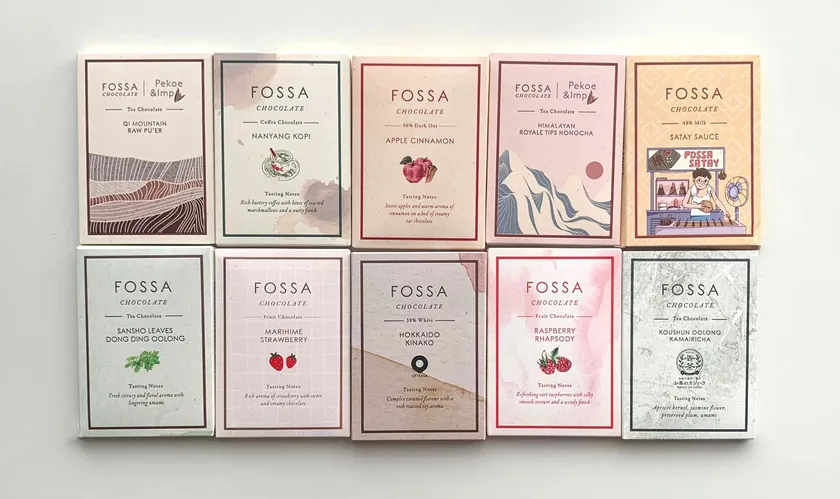 FOSSA CHOCOLATE | Pekoe &Imp
Tea Chocolate
QI MOUNTAIN
RAW PU'ER
FOSSA
CHOCOLATE
Coffee Chocolate
NANYANG KOPI
Tasting Notes
Rich buttery coffee with hints of toasted
marshmallows and a nutty finish
FOSSA
CHOCOLATE
56% Dark Oat
APPLE CINNAMON
Tasting Notes
Sweet apples and warm aroma of
cinnamon on a bed of creamy
oat chocolate
FOSSA CHOCOLATE | Pekoe &Imp
Tea Chocolate
HIMALAYAN
ROYALE TIPS HONGCHA
FOSSA
CHOCOLATE
48% Milk
SATAY SAUCE
FOSSA
SATAY
FOSSA
CHOCOLATE
Tea Chocolate
SANSHO LEAVES
DONG DING OOLONG
Tasting Notes
Fresh citrusy and floral aroma with
lingering umami
FOSSA
CHOCOLATE
Fruit Chocolate
MARIHIME
STRAWBERRY
Tasting Notes
Rich aroma of strawberry with sweet
and creamy chocolate
FOSSA
CHOCOLATE
38% White
HOKKAIDO
KINAKO
Tasting Notes
Complex caramel flavour with a
rich roasted soy aroma
FOSSA
CHOCOLATE
Fruit Chocolate
RASPBERRY
RHAPSODY
Tasting Notes
Refreshing tart raspberries with silky
smooth texture and a woody finish
FOSSA
CHOCOLATE
Tea Chocolate
KOUSHUN OOLONG
KAMAIRICHA
お茶のカジハラ
Tasting Notes
Apricot kernel, jasmine flower,
preserved plum, umami